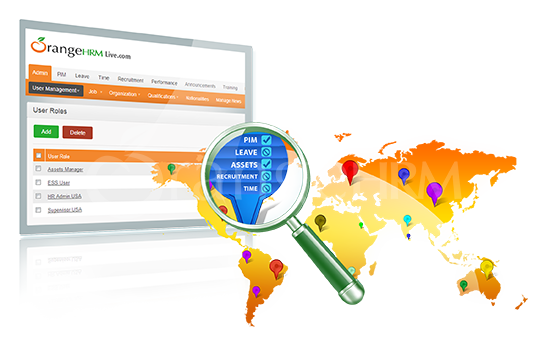 OrangeHRM Live.com
Admin PIM Leave Time Recruitment Performance Announcements Training
User Management Job Organization Qualifications Nationalities Manage News
User Roles
Add Delete
User Role
Assets Manager
ESS User
HR Admin USA
Supervisor USA
PIM
LEAVE
ASSETS
RECRUITMENT
TIME